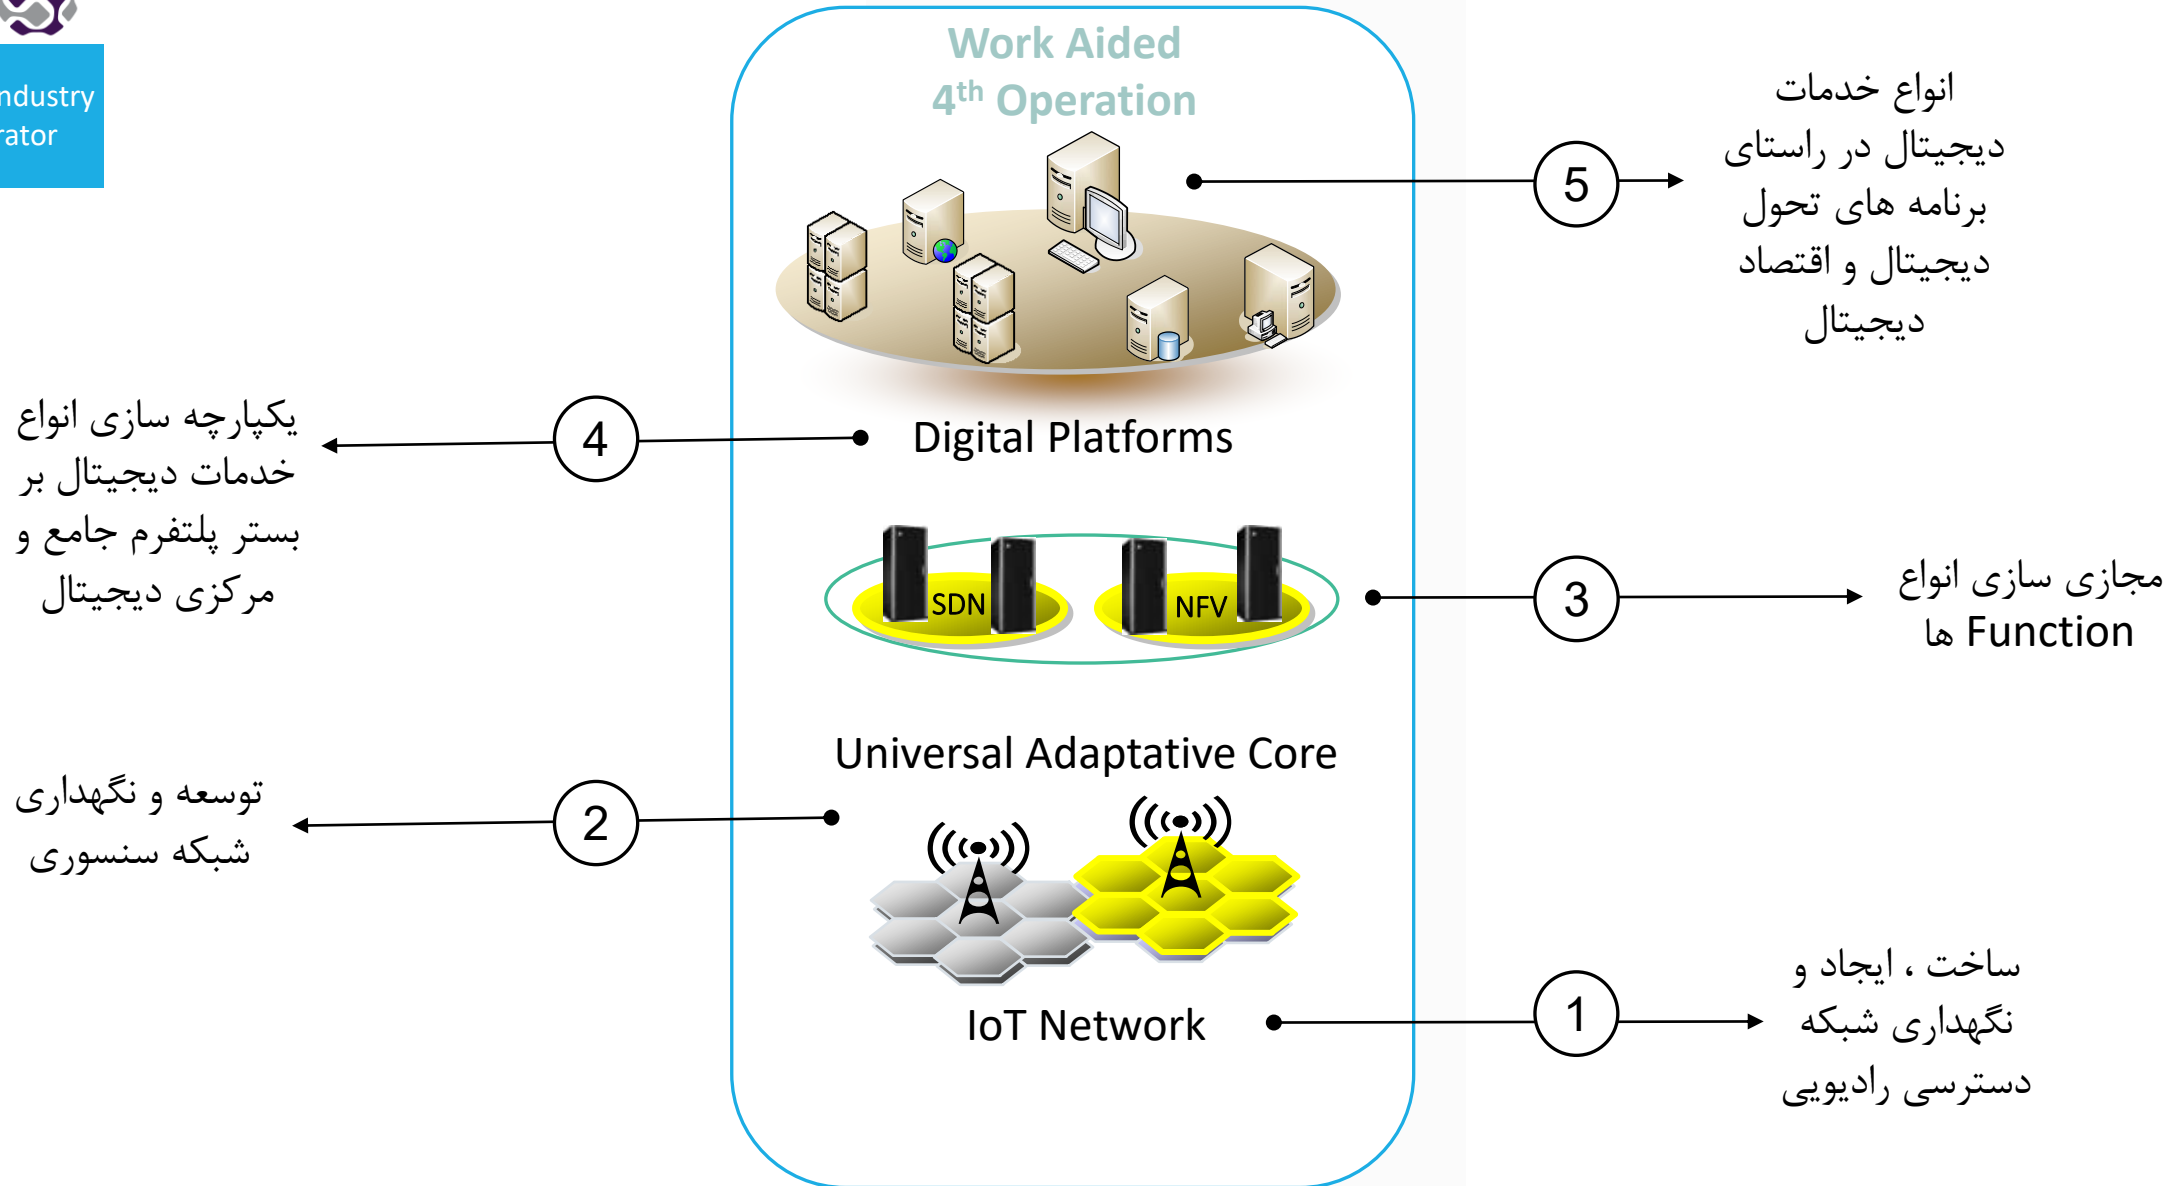 Work Aided
4th Operation
انواع خدمات
دیجیتال در راستای
برنامه های تحول
دیجیتال و اقتصاد
دیجیتال
5
یکپارچه سازی انواع
خدمات دیجیتال بر
بستر پلتفرم جامع و
مرکزی دیجیتال
4
Digital Platforms
SDN
NFV
3
مجازی سازی انواع
Function ها
Universal Adaptative Core
توسعه و نگهداری
شبکه سنسوری
2
IoT Network
1
ساخت ، ایجاد و
نگهداری شبکه
دسترسی رادیویی